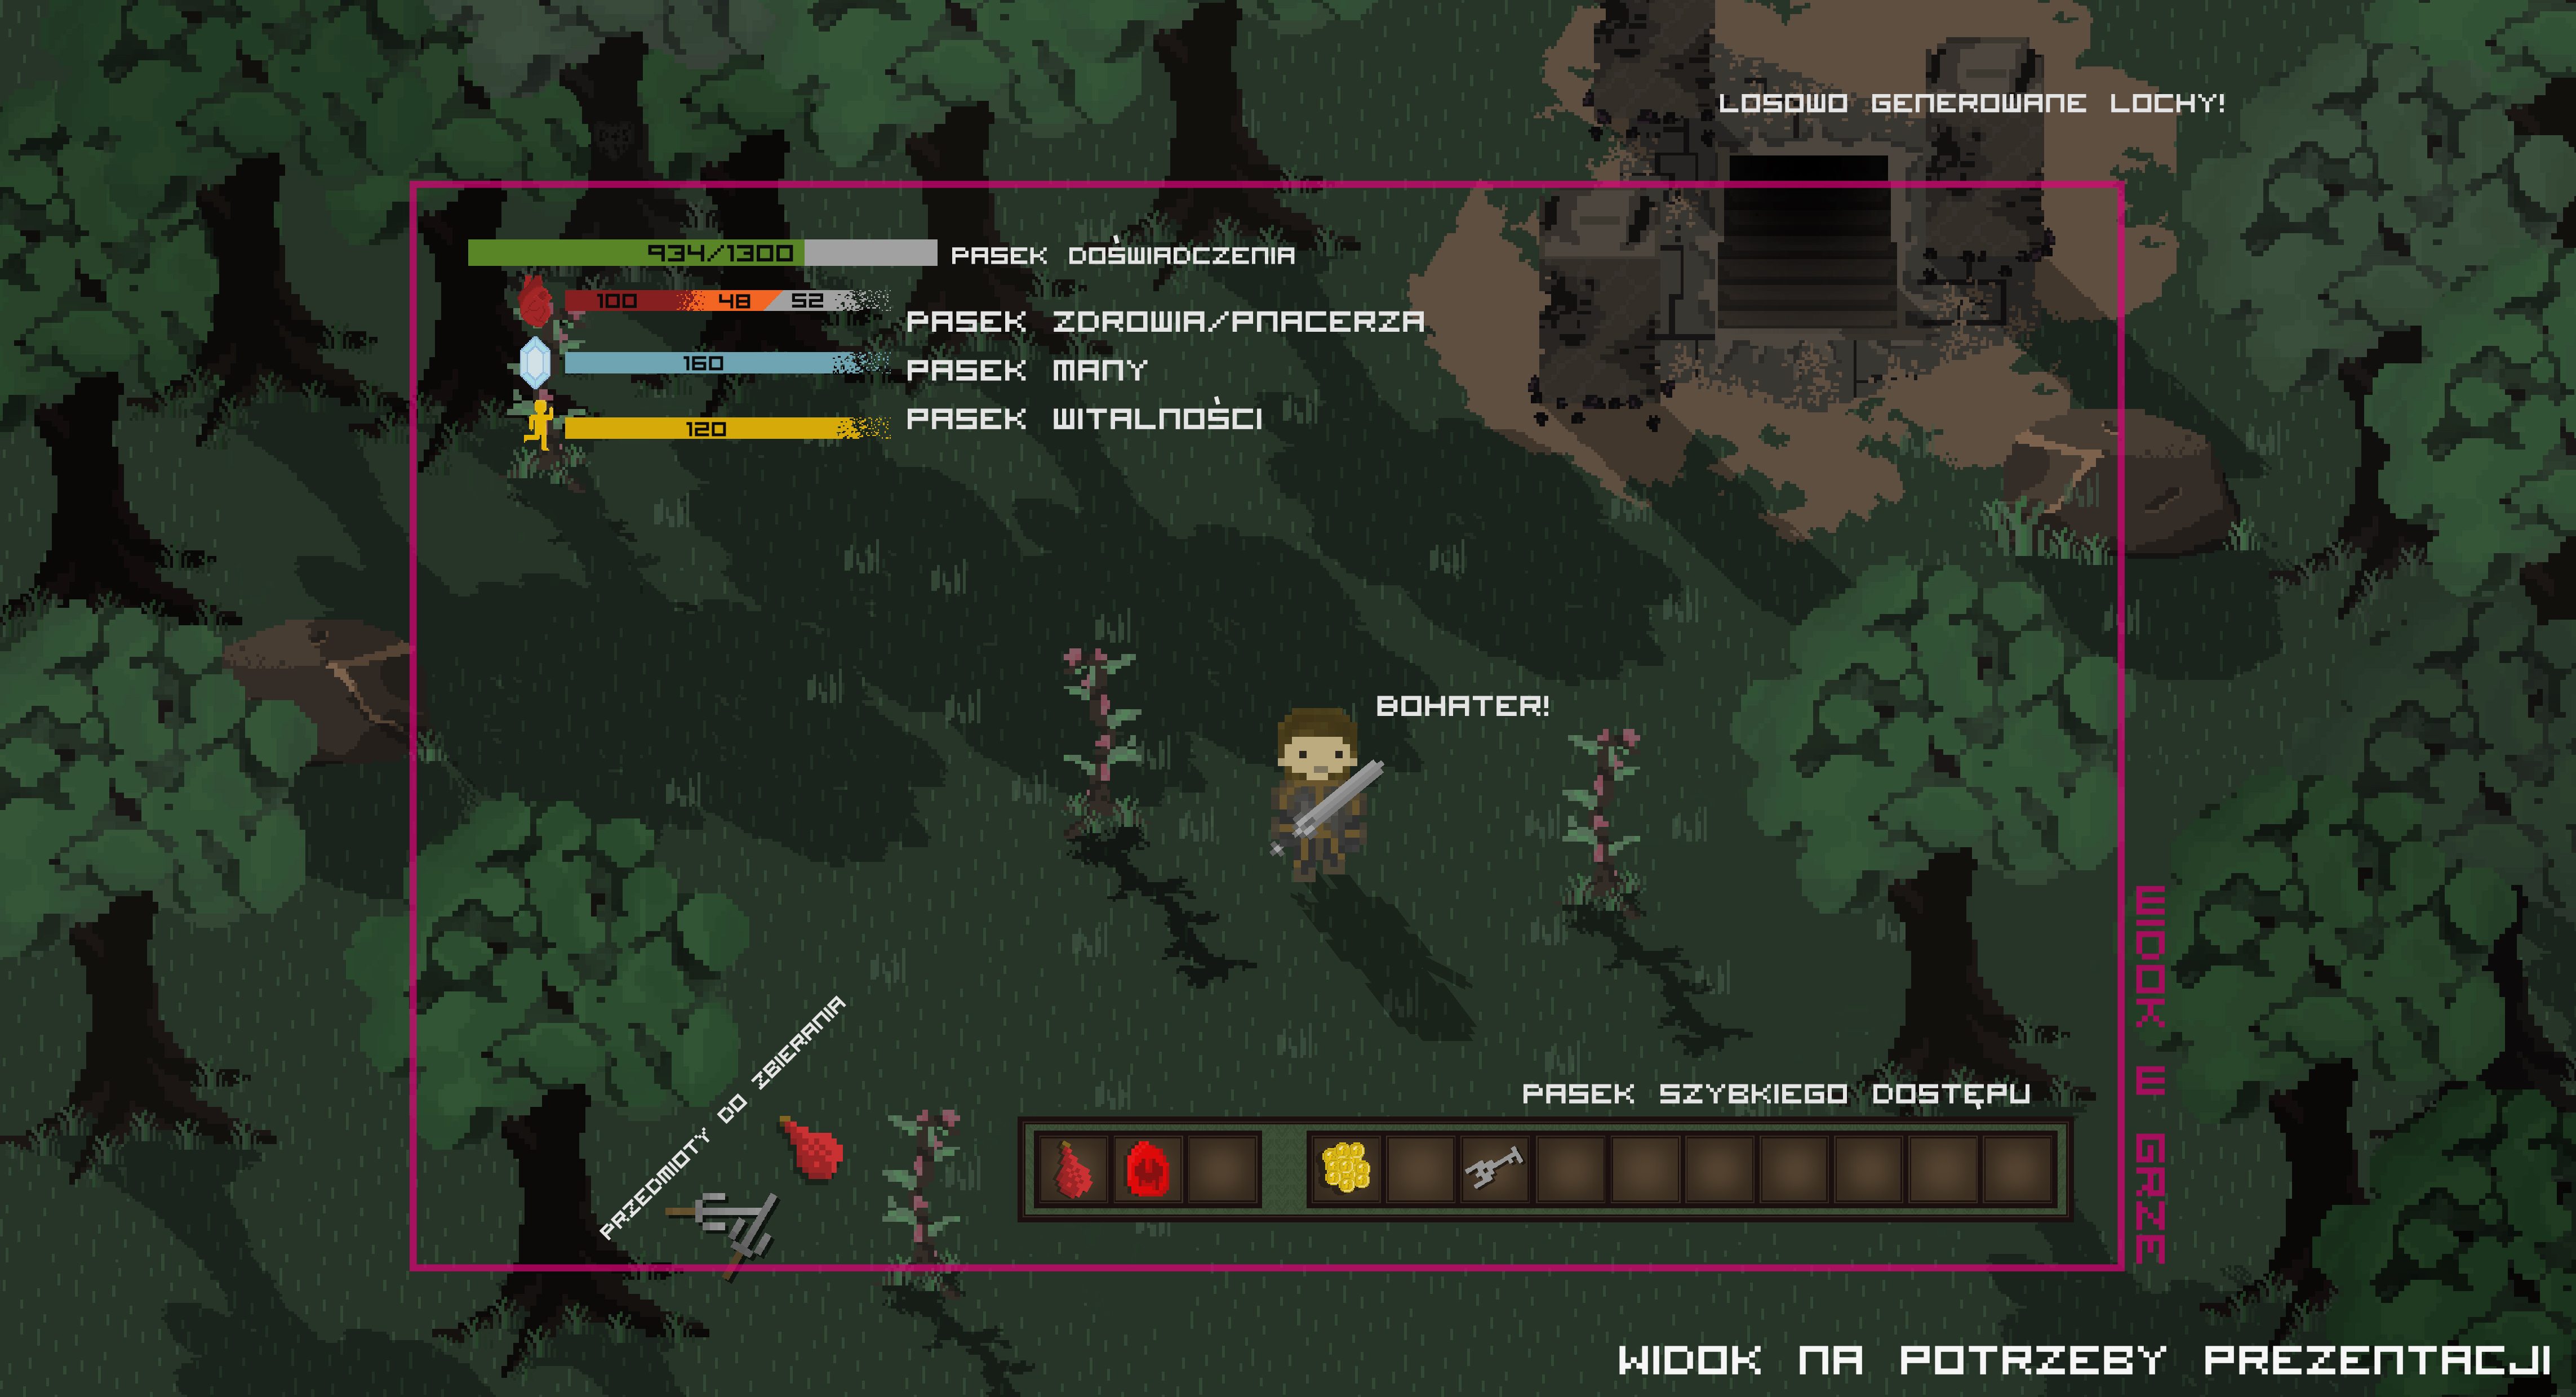 LOSOWO GENEROWANE LOCHY!
934/1300
PASEK DOŚWIADCZENIA
100 48 52
PASEK ZDROWIA/PNACERZA
160
PASEK MANY
120
PASEK WITALNOŚCI
BOHATER!
PRZEDMIOTY DO ZBIERANIA
PASEK SZYBKIEGO DOSTĘPU
WIDOK W GRZE
WIDOK NA POTRZEBY PREZENTACJI